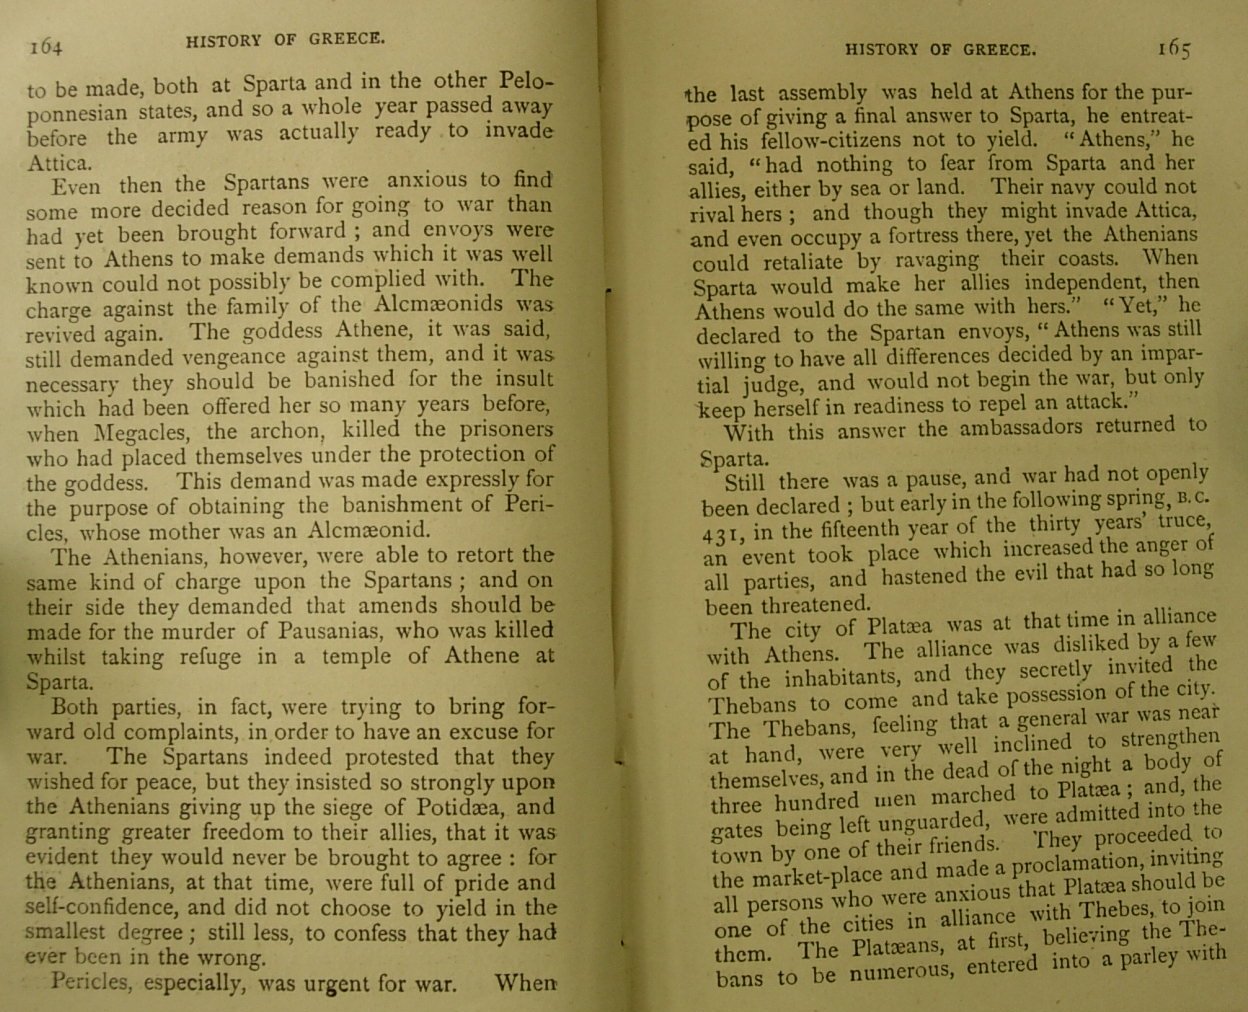 164
HISTORY OF GREECE.
to be made, both at Sparta and in the other Pelo-
ponnesian states, and so a whole year passed away
before the army was actually ready to invade
Attica.
Even then the Spartans were anxious to find
some more decided reason for going to war than
had yet been brought forward ; and envoys were
sent to Athens to make demands which it was well
known could not possibly be complied with. The
charge against the family of the Alcmæonids was
revived again. The goddess Athene, it was said,
still demanded vengeance against them, and it was
necessary they should be banished for the insult
which had been offered her so many years before,
when Megacles, the archon, killed the prisoners
who had placed themselves under the protection of
the goddess. This demand was made expressly for
the purpose of obtaining the banishment of Peri-
cles, whose mother was an Alcmæonid.
The Athenians, however, were able to retort the
same kind of charge upon the Spartans ; and on
their side they demanded that amends should be
made for the murder of Pausanias, who was killed
whilst taking refuge in a temple of Athene at
Sparta.
Both parties, in fact, were trying to bring for-
ward old complaints, in order to have an excuse for
war. The Spartans indeed protested that they
wished for peace, but they insisted so strongly upon
the Athenians giving up the siege of Potidæa, and
granting greater freedom to their allies, that it was
evident they would never be brought to agree : for
the Athenians, at that time, were full of pride and
self-confidence, and did not choose to yield in the
smallest degree ; still less, to confess that they had
ever been in the wrong.
Pericles, especially, was urgent for war. When
HISTORY OF GREECE.
165
the last assembly was held at Athens for the pur-
pose of giving a final answer to Sparta, he entreat-
ed his fellow-citizens not to yield. "Athens," he
said, "had nothing to fear from Sparta and her
allies, either by sea or land. Their navy could not
rival hers ; and though they might invade Attica,
and even occupy a fortress there, yet the Athenians
could retaliate by ravaging their coasts. When
Sparta would make her allies independent, then
Athens would do the same with hers." "Yet," he
declared to the Spartan envoys, "Athens was still
willing to have all differences decided by an impar-
tial judge, and would not begin the war, but only
keep herself in readiness to repel an attack."
With this answer the ambassadors returned to
Sparta.
Still there was a pause, and war had not openly
been declared ; but early in the following spring, B.C.
431, in the fifteenth year of the thirty years' truce,
an event took place which increased the anger of
all parties, and hastened the evil that had so long
been threatened.
The city of Platæa was at that time in alliance
with Athens. The alliance was disliked by a few
of the inhabitants, and they secretly invited the
Thebans to come and take possession of the city.
The Thebans, feeling that a general war was near
at hand, were very well inclined to strengthen
themselves, and in the dead of the night a body of
three hundred men marched to Platæa ; and, the
gates being left unguarded, were admitted into the
town by one of their friends. They proceeded to
the market-place and made a proclamation, inviting
all persons who were anxious that Platæa should be
one of the cities in alliance with Thebes, to join
them. The Platæans, at first, believing the The-
bans to be numerous, entered into a parley with